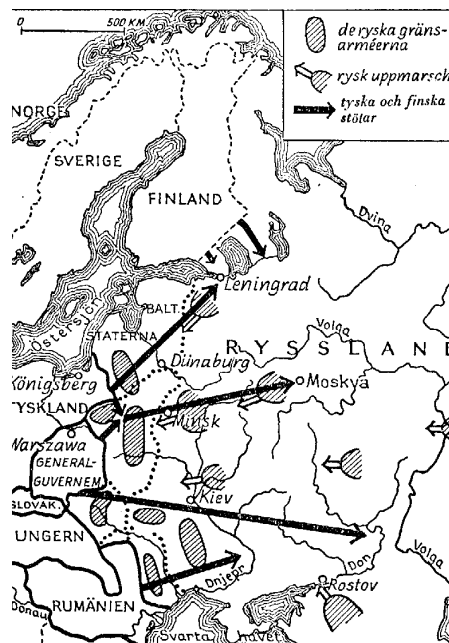 0 500 KM.
de ryska gräns-
arméerna
rysk uppmarsch
tyska och finska
stötar
NORGE
SVERIGE
FINLAND
Dvina
Leningrad
Östersjön
BALT.
STATERNA
Volga
RYSSLAND
Dünaburg
Königsberg
Moskva
TYSKLAND
Minsk
Warszawa
GENERAL-
GUVERNEM.
Kiev
SLOVAK.
UNGERN
Don
Volga
Dnjepr
Rostov
RUMÄNIEN
Donau
Svarta havet